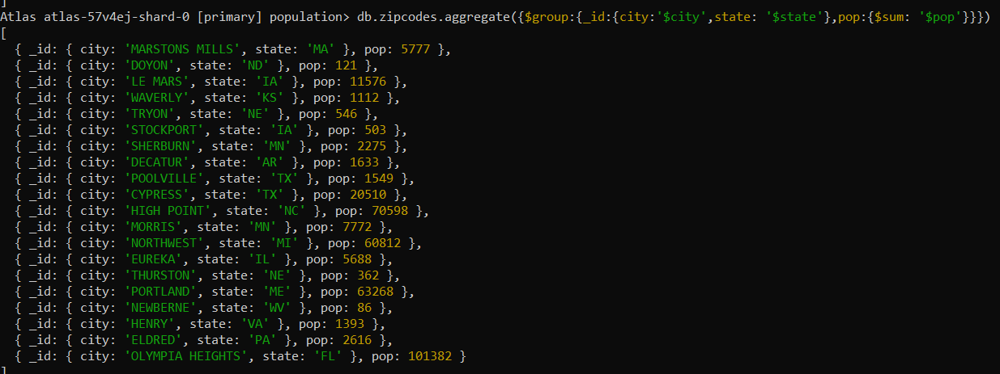 ]
Atlas atlas-57v4ej-shard-0 [primary] population> db.zipcodes.aggregate({$group:{_id:{city:'$city',state: '$state'},pop:{$sum: '$pop'}}})
[
  { _id: { city: 'MARSTONS MILLS', state: 'MA' }, pop: 5777 },
  { _id: { city: 'DOYON', state: 'ND' }, pop: 121 },
  { _id: { city: 'LE MARS', state: 'IA' }, pop: 11576 },
  { _id: { city: 'WAVERLY', state: 'KS' }, pop: 1112 },
  { _id: { city: 'TRYON', state: 'NE' }, pop: 546 },
  { _id: { city: 'STOCKPORT', state: 'IA' }, pop: 503 },
  { _id: { city: 'SHERBURN', state: 'MN' }, pop: 2275 },
  { _id: { city: 'DECATUR', state: 'AR' }, pop: 1633 },
  { _id: { city: 'POOLVILLE', state: 'TX' }, pop: 1549 },
  { _id: { city: 'CYPRESS', state: 'TX' }, pop: 20510 },
  { _id: { city: 'HIGH POINT', state: 'NC' }, pop: 70598 },
  { _id: { city: 'MORRIS', state: 'MN' }, pop: 7772 },
  { _id: { city: 'NORTHWEST', state: 'MI' }, pop: 60812 },
  { _id: { city: 'EUREKA', state: 'IL' }, pop: 5688 },
  { _id: { city: 'THURSTON', state: 'NE' }, pop: 362 },
  { _id: { city: 'PORTLAND', state: 'ME' }, pop: 63268 },
  { _id: { city: 'NEWBERNE', state: 'WV' }, pop: 86 },
  { _id: { city: 'HENRY', state: 'VA' }, pop: 1393 },
  { _id: { city: 'ELDRED', state: 'PA' }, pop: 2616 },
  { _id: { city: 'OLYMPIA HEIGHTS', state: 'FL' }, pop: 101382 }
]